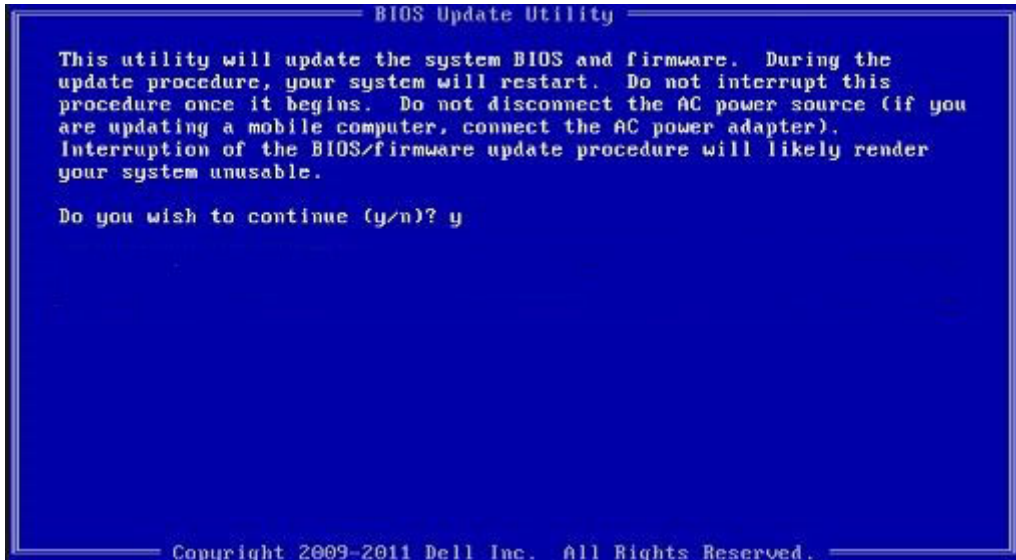 BIOS Update Utility
This utility will update the system BIOS and firmware. During the
update procedure, your system will restart. Do not interrupt this
procedure once it begins. Do not disconnect the AC power source (if you
are updating a mobile computer, connect the AC power adapter).
Interruption of the BIOS/firmware update procedure will likely render
your system unusable.
Do you wish to continue (y/n)? y
Copyright 2009-2011 Dell Inc. All Rights Reserved.